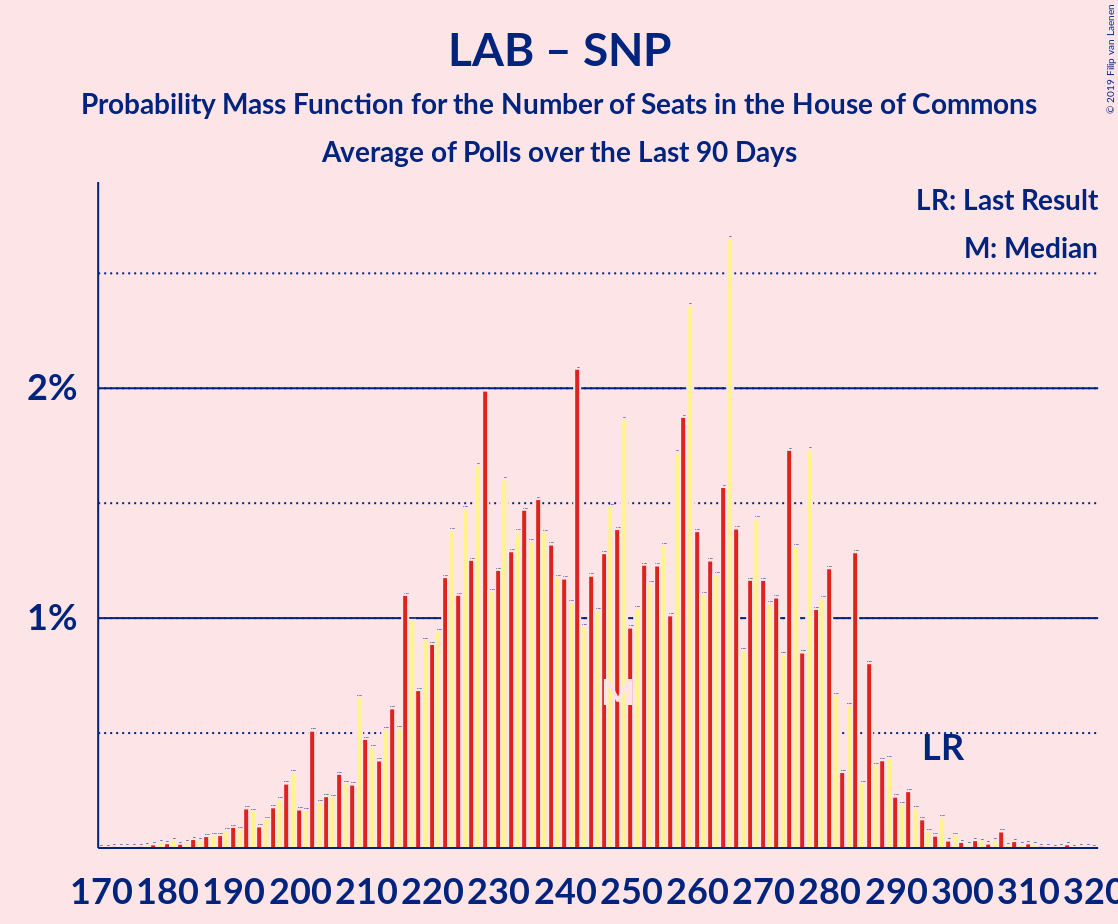 LAB – SNP
Probability Mass Function for the Number of Seats in the House of Commons
Average of Polls over the Last 90 Days
© 2019 Filip van Laenen
LR: Last Result
M: Median
2%
1%
M
LR
170 180 190 200 210 220 230 240 250 260 270 280 290 300 310 320